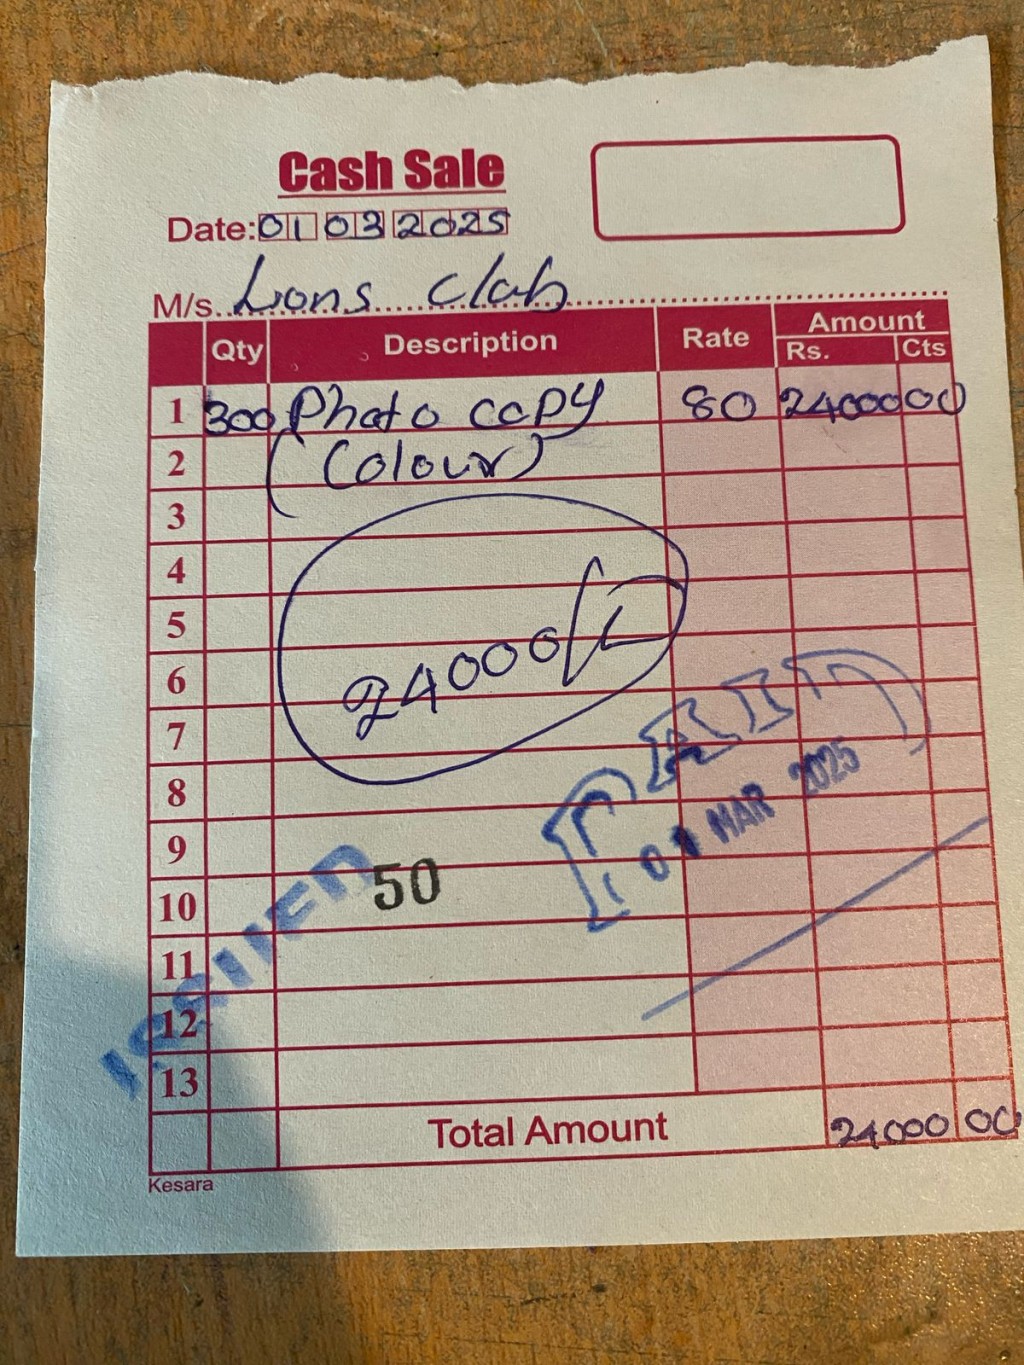 Cash Sale
Date: 01 03 2025
M/s. Lions Clab
Qty Description Rate Amount
Rs. Cts
1 300 Phato copy 80 24000 00
2 (Colour)
3
4
5
6 24000/=
7
8
PAID
01 MAR 2025
9
10 50
ISSUED
11
12
13
Total Amount 24000 00
Kesara